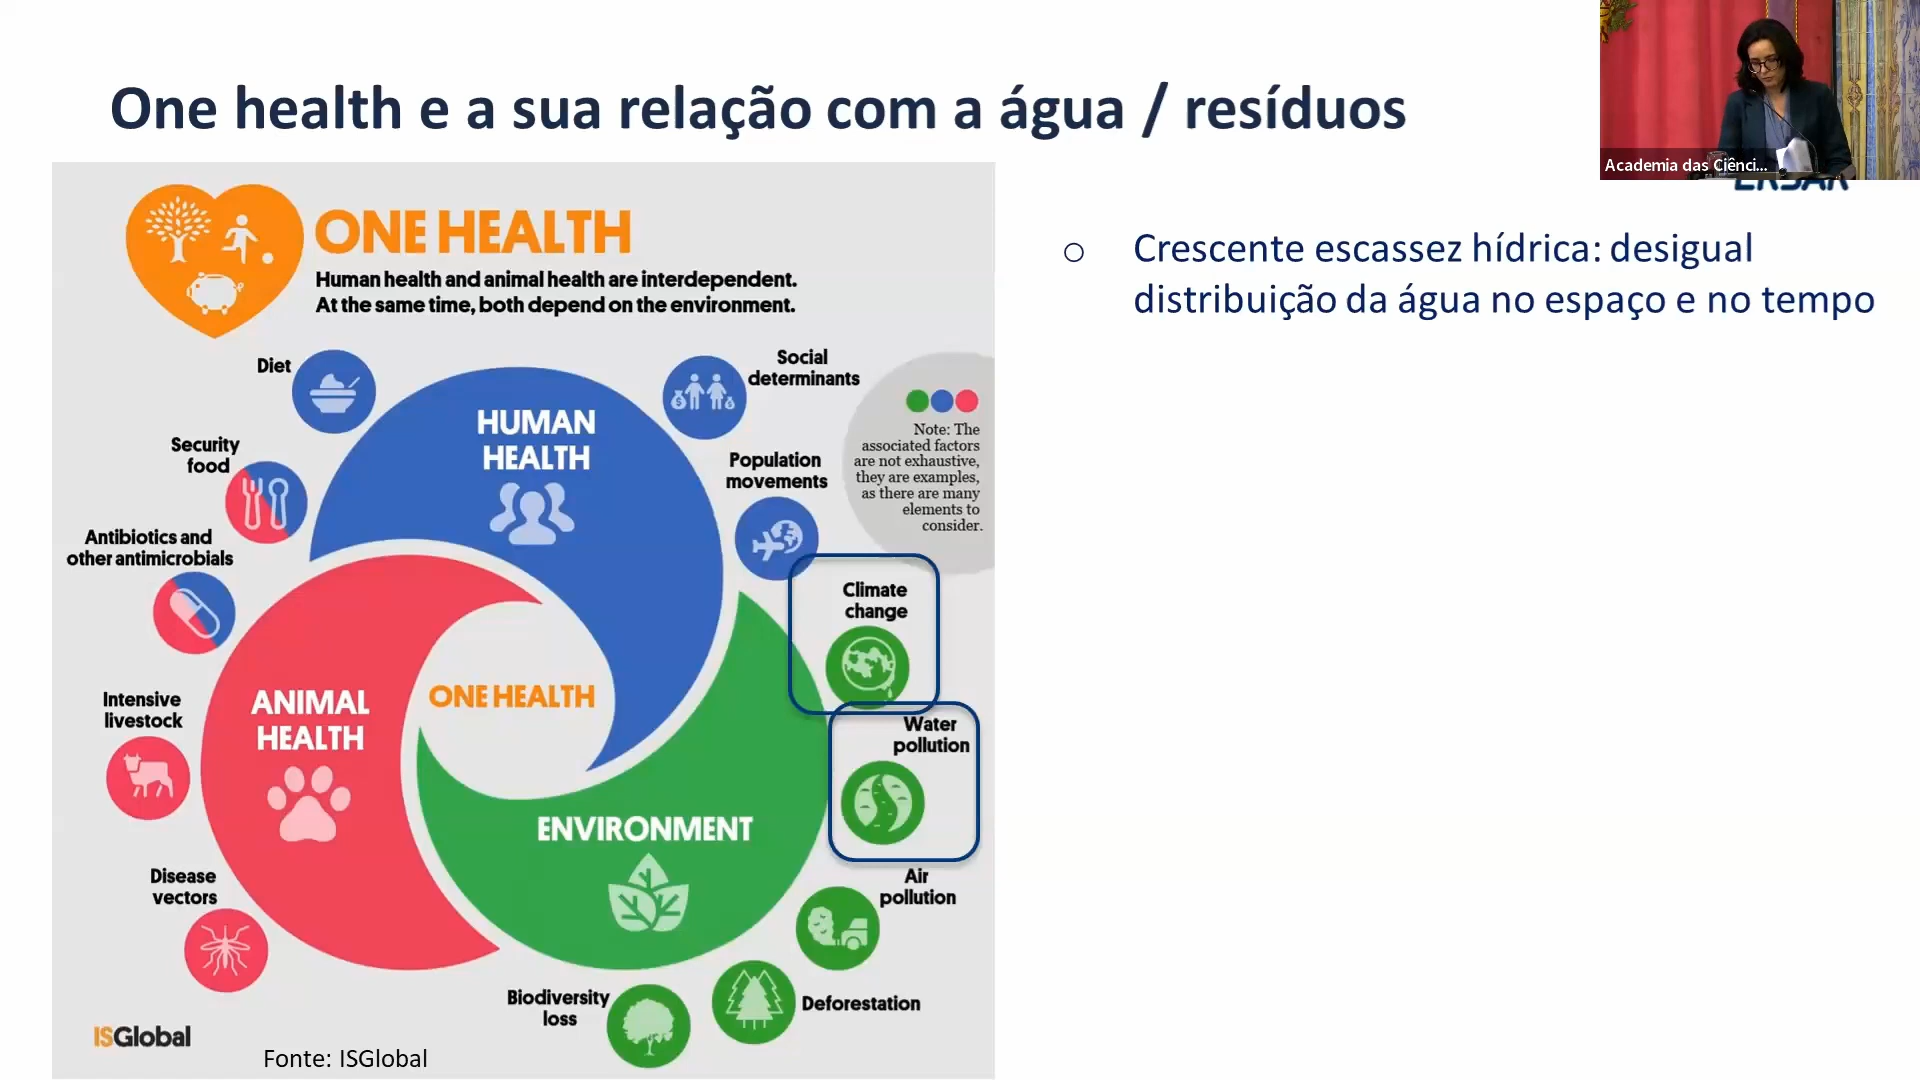 One health e a sua relação com a água / resíduos
Academia das Ciênci...
ERSAR
ONE HEALTH
Human health and animal health are interdependent.
At the same time, both depend on the environment.
Crescente escassez hídrica: desigual
distribuição da água no espaço e no tempo
Diet
Social
determinants
Note: The
associated factors
are not exhaustive,
they are examples,
as there are many
elements to
consider.
HUMAN
HEALTH
Security
food
Population
movements
Antibiotics and
other antimicrobials
Climate
change
ONE HEALTH
ANIMAL
HEALTH
Intensive
livestock
Water
pollution
ENVIRONMENT
Disease
vectors
Air
pollution
Biodiversity
loss
Deforestation
ISGlobal
Fonte: ISGlobal